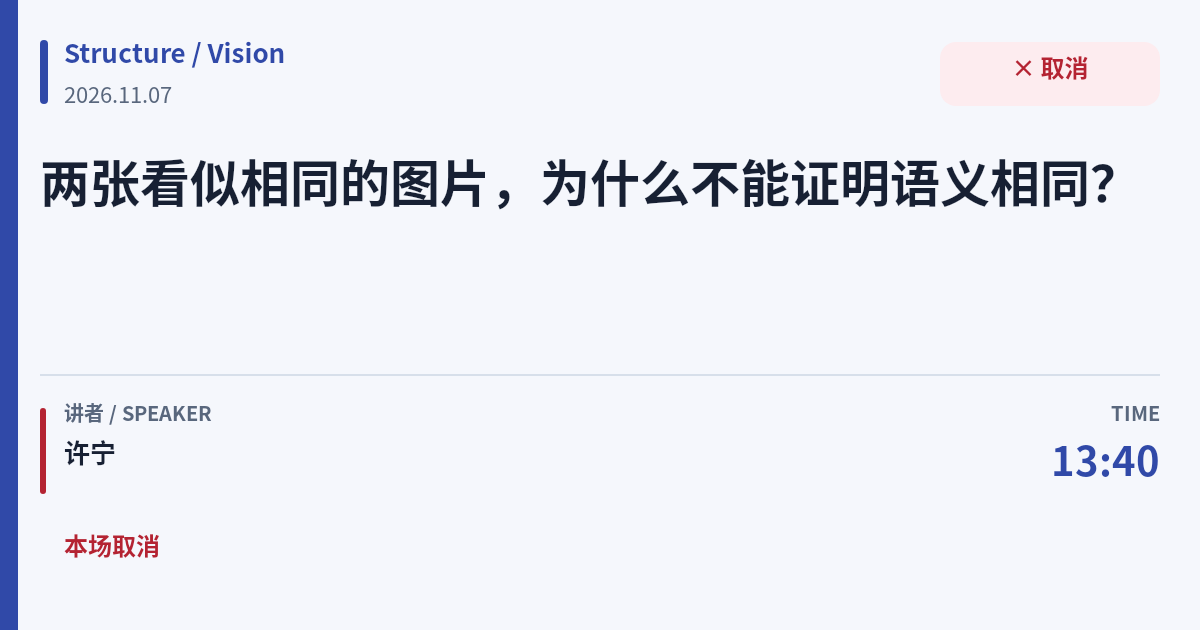 Structure / Vision
2026.11.07
× 取消
两张看似相同的图片，为什么不能证明语义相同？
讲者 / SPEAKER
许宁
TIME
13:40
本场取消